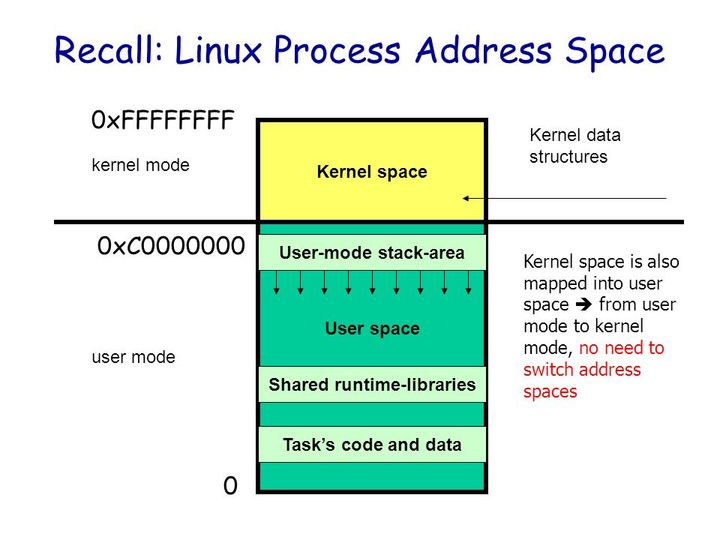 Recall: Linux Process Address Space
0xFFFFFFFF
kernel mode
Kernel space
Kernel data
structures
0xC0000000
User-mode stack-area
Kernel space is also
mapped into user
space ➔ from user
mode to kernel
mode, no need to
switch address
spaces
User space
user mode
Shared runtime-libraries
Task’s code and data
0